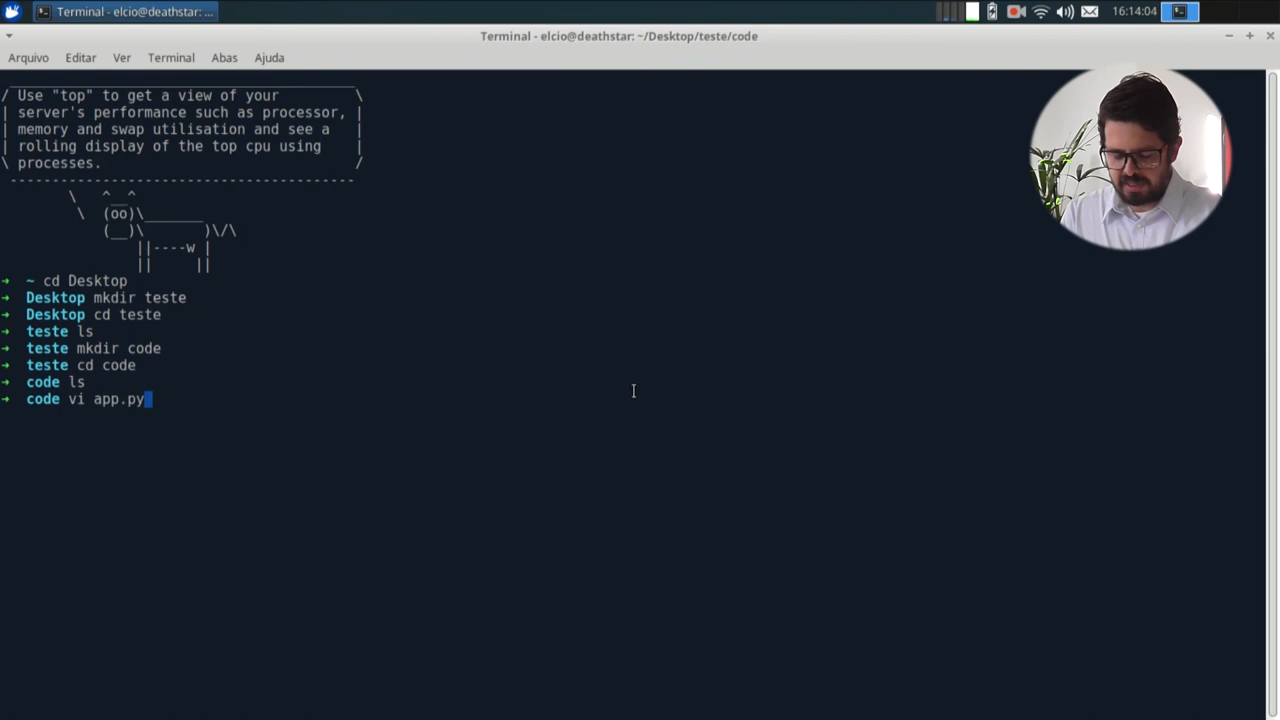 Terminal - elcio@deathstar: ...
16:14:04
Terminal - elcio@deathstar: ~/Desktop/teste/code
Arquivo Editar Ver Terminal Abas Ajuda
/ Use "top" to get a view of your \
| server's performance such as processor, |
| memory and swap utilisation and see a |
| rolling display of the top cpu using |
\ processes. /
----------------------------------------
\ ^__^
\ (oo)\_______
(__)\ )\/\
||----w |
|| ||
➜ ~ cd Desktop
➜ Desktop mkdir teste
➜ Desktop cd teste
➜ teste ls
➜ teste mkdir code
➜ teste cd code
➜ code ls
➜ code vi app.py